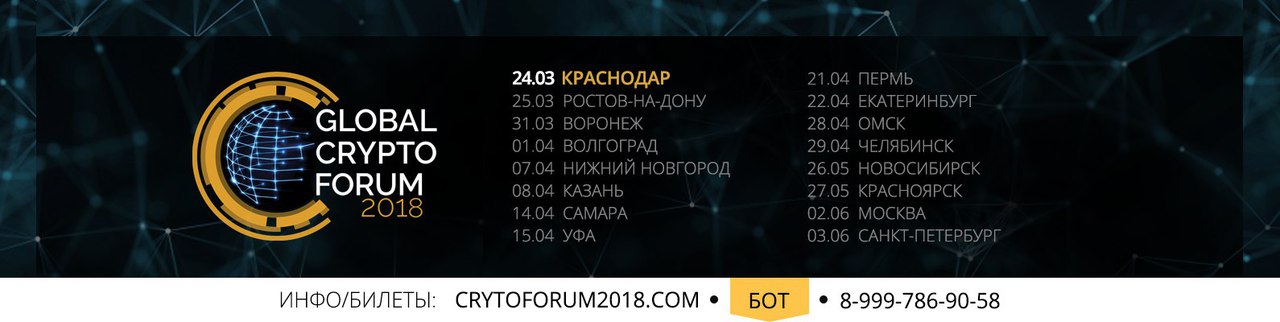 GLOBAL
CRYPTO
FORUM
2018
24.03 КРАСНОДАР
25.03 РОСТОВ-НА-ДОНУ
31.03 ВОРОНЕЖ
01.04 ВОЛГОГРАД
07.04 НИЖНИЙ НОВГОРОД
08.04 КАЗАНЬ
14.04 САМАРА
15.04 УФА
21.04 ПЕРМЬ
22.04 ЕКАТЕРИНБУРГ
28.04 ОМСК
29.04 ЧЕЛЯБИНСК
26.05 НОВОСИБИРСК
27.05 КРАСНОЯРСК
02.06 МОСКВА
03.06 САНКТ-ПЕТЕРБУРГ
ИНФО/БИЛЕТЫ: CRYTOFORUM2018.COM • БОТ • 8-999-786-90-58